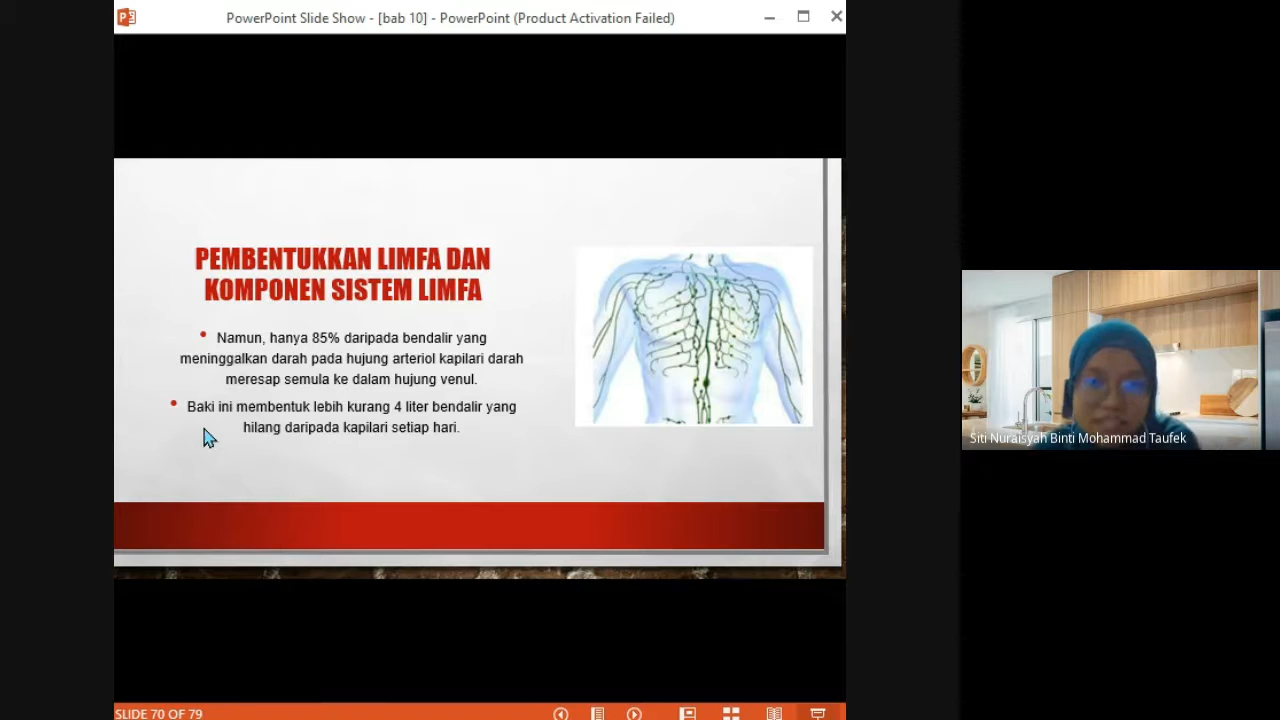 PowerPoint Slide Show - [bab 10] - PowerPoint (Product Activation Failed)
PEMBENTUKKAN LIMFA DAN
KOMPONEN SISTEM LIMFA
• Namun, hanya 85% daripada bendalir yang
meninggalkan darah pada hujung arteriol kapilari darah
meresap semula ke dalam hujung venul.
• Baki ini membentuk lebih kurang 4 liter bendalir yang
hilang daripada kapilari setiap hari.
Siti Nuraisyah Binti Mohammad Taufek
SLIDE 70 OF 79